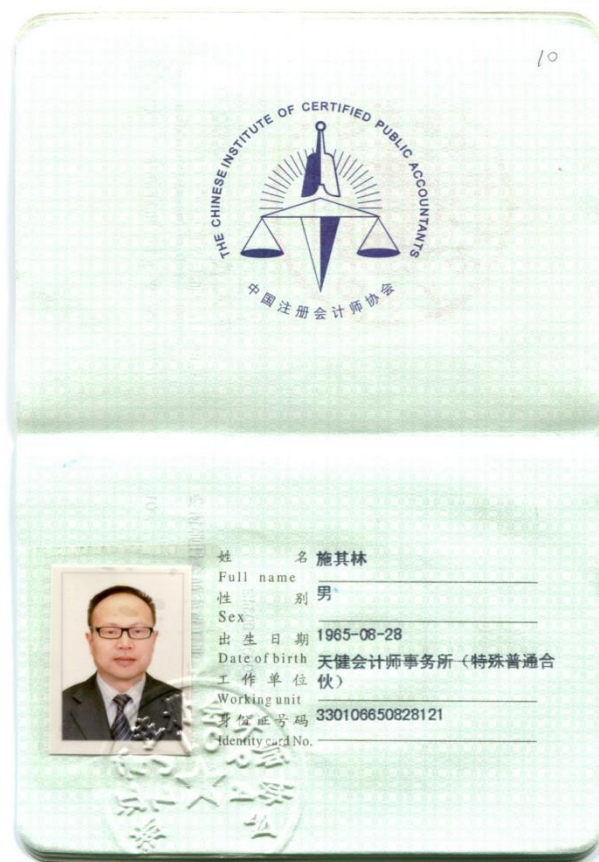 10
THE CHINESE INSTITUTE OF CERTIFIED PUBLIC ACCOUNTANTS
中国注册会计师协会
姓 名 施其林
Full name
性 别 男
Sex
出生日期 1965-08-28
Date of birth
工作单位 天健会计师事务所（特殊普通合
伙）
Working unit
身份证号码 330106650828121
Identity card No.